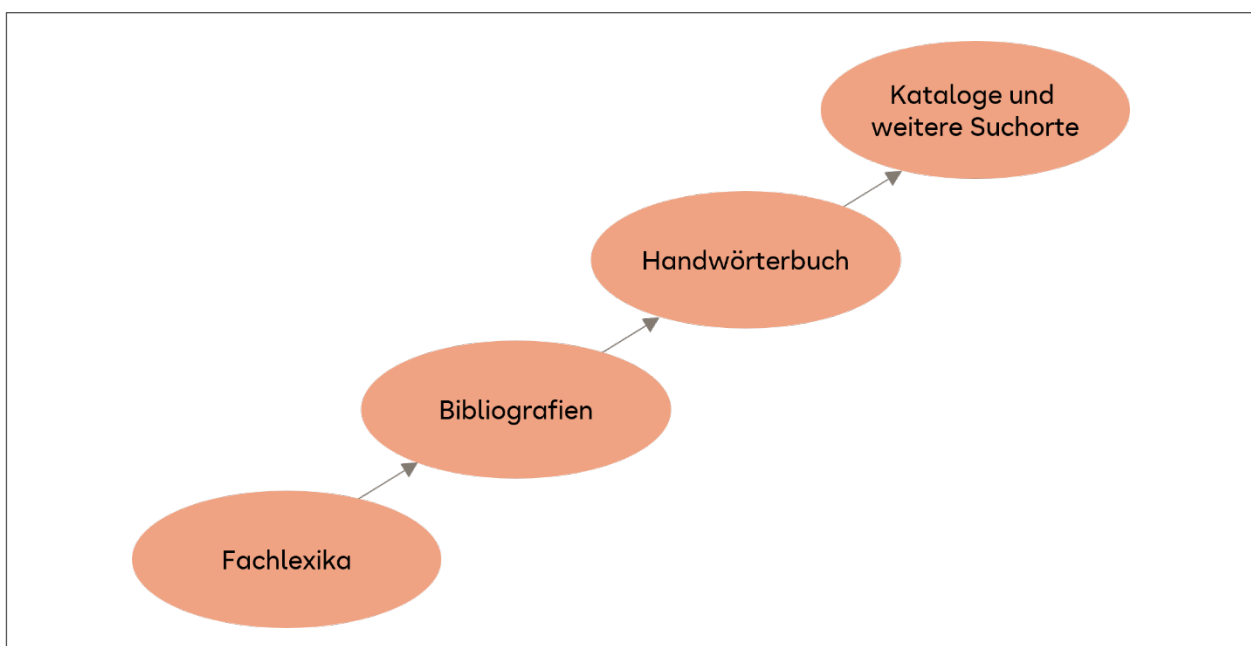 Kataloge und
weitere Suchorte
Handwörterbuch
Bibliografien
Fachlexika